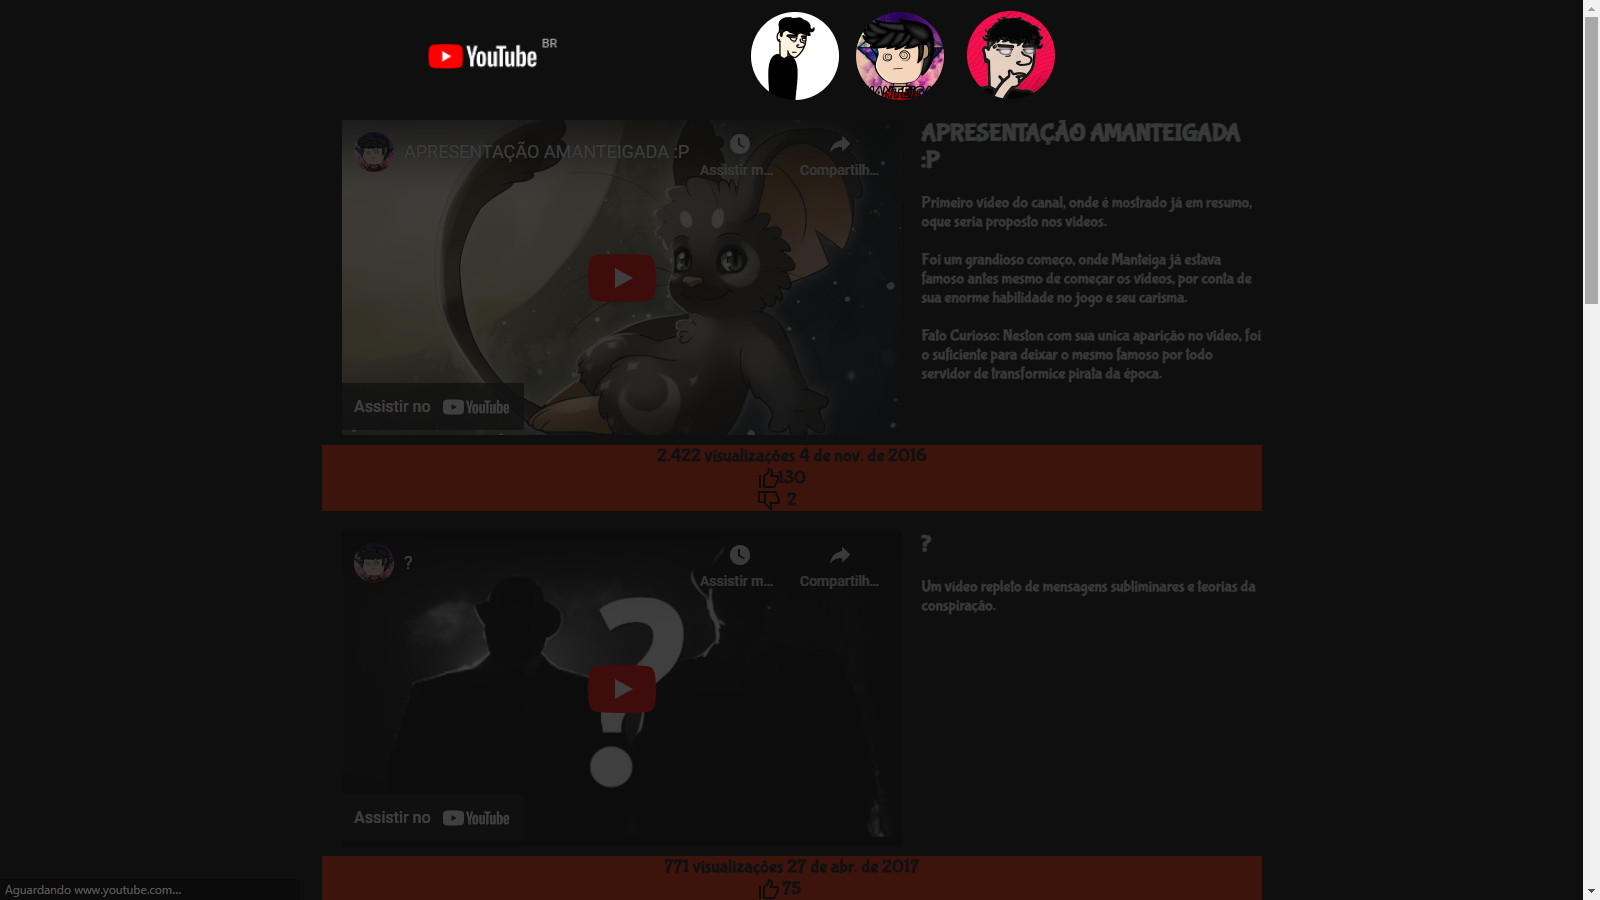 YouTube BR
MANTEIGA
APRESENTAÇÃO AMANTEIGADA :P
Assistir m...
Compartilh...
Assistir no YouTube
APRESENTAÇÃO AMANTEIGADA
:P
Primeiro vídeo do canal, onde é mostrado já em resumo,
oque seria proposto nos vídeos.
Foi um grandioso começo, onde Manteiga já estava
famoso antes mesmo de começar os vídeos, por conta de
sua enorme habilidade no jogo e seu carisma.
Fato Curioso: Neston com sua unica aparição no vídeo, foi
o suficiente para deixar o mesmo famoso por todo
servidor de transformice pirata da época.
2.422 visualizações 4 de nov. de 2016
130
2
?
Assistir m...
Compartilh...
?
Assistir no YouTube
?
Um vídeo repleto de mensagens subliminares e teorias da
conspiração.
771 visualizações 27 de abr. de 2017
75
Aguardando www.youtube.com...